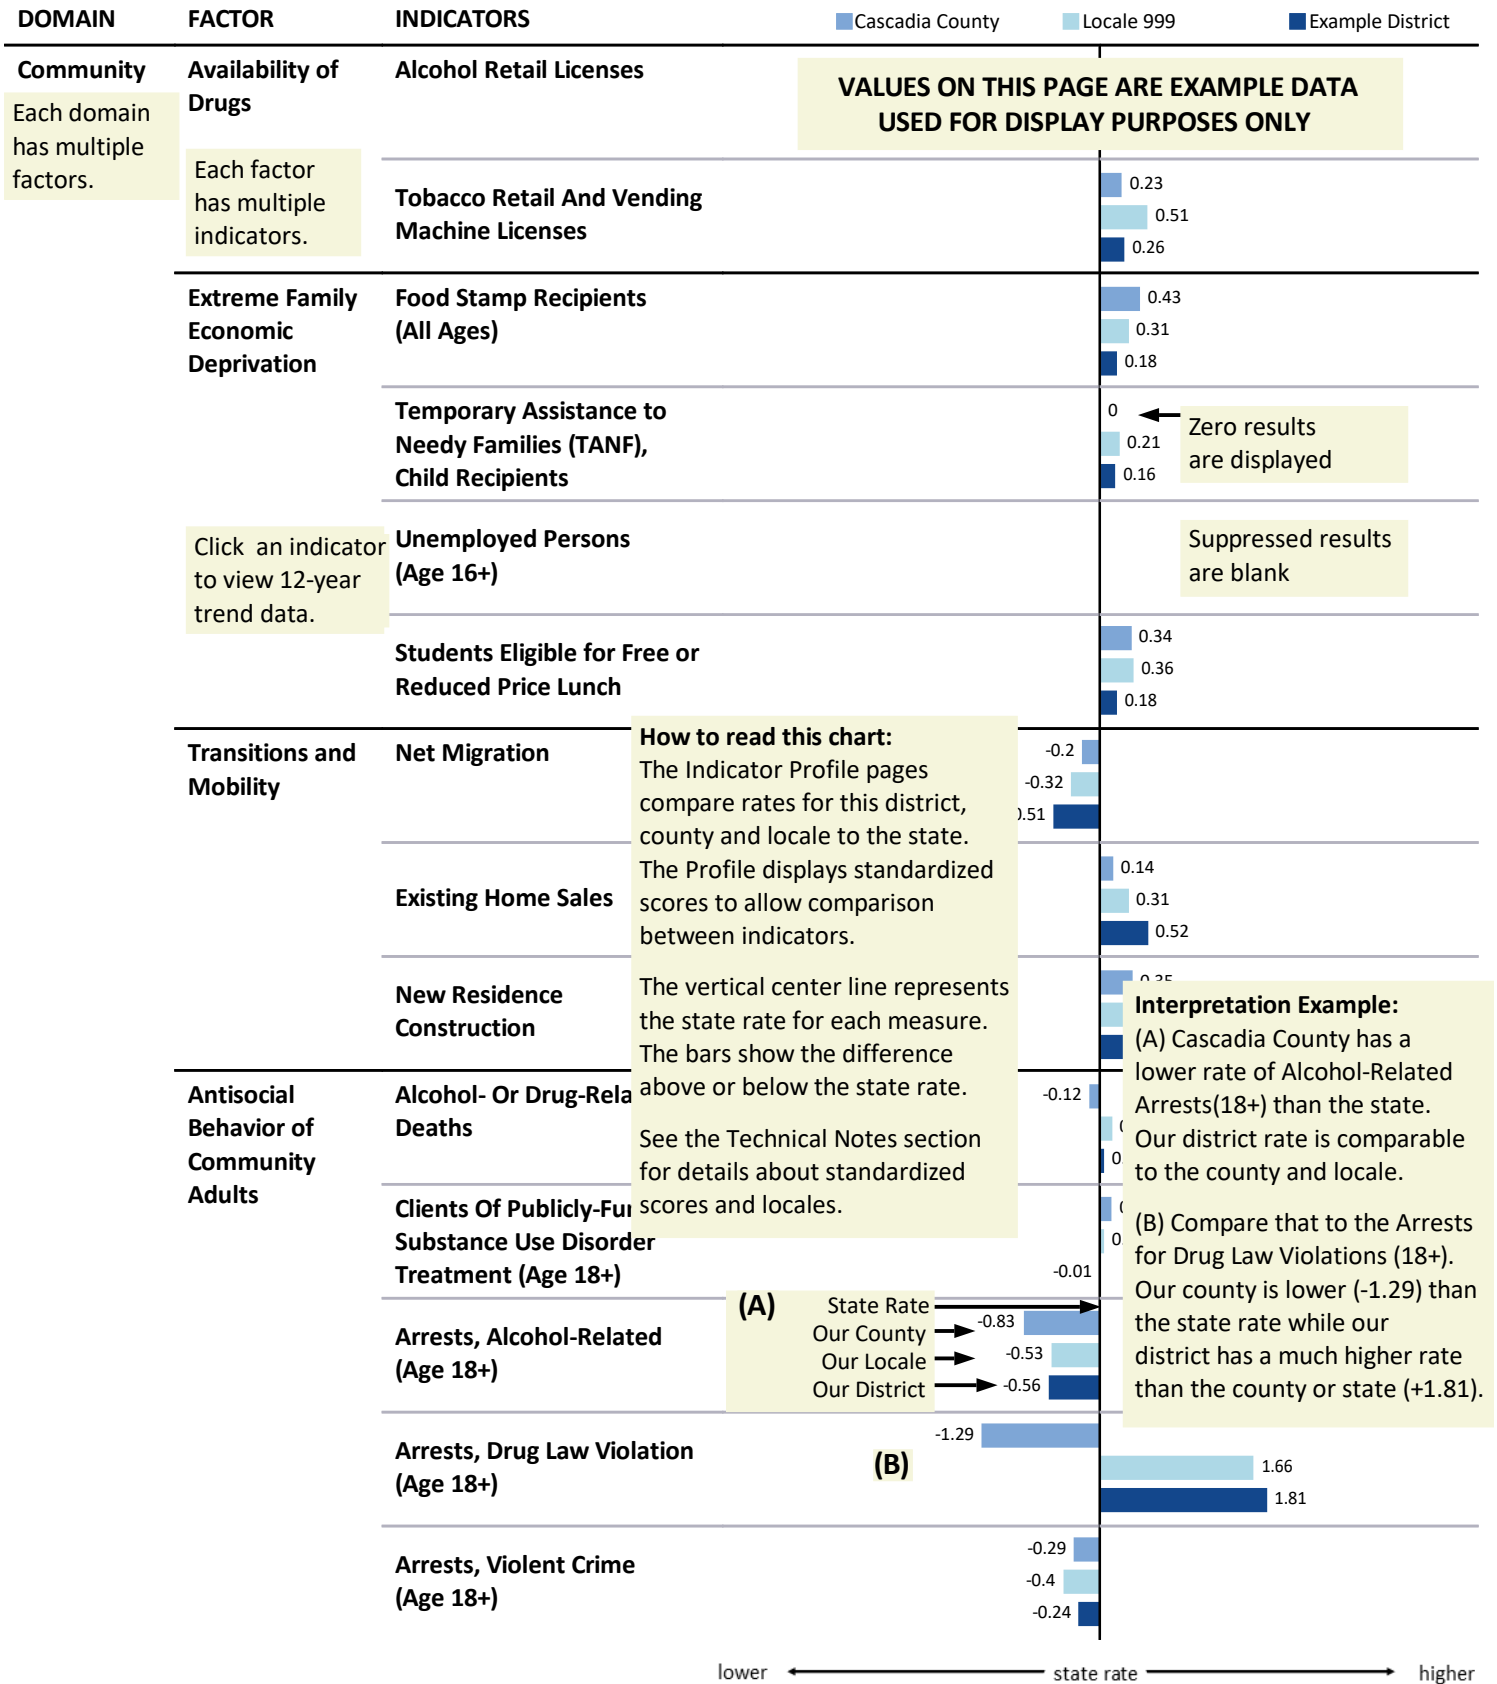 DOMAIN FACTOR INDICATORS Cascadia County Locale 999 Example District
Community
Each domain
has multiple
factors.
Availability of
Drugs
Each factor
has multiple
indicators.
Alcohol Retail Licenses
VALUES ON THIS PAGE ARE EXAMPLE DATA
USED FOR DISPLAY PURPOSES ONLY
Tobacco Retail And Vending
Machine Licenses
0.23
0.51
0.26
Extreme Family
Economic
Deprivation
Food Stamp Recipients
(All Ages)
0.43
0.31
0.18
Temporary Assistance to
Needy Families (TANF),
Child Recipients
0
0.21
0.16
Zero results
are displayed
Click an indicator
to view 12-year
trend data.
Unemployed Persons
(Age 16+)
Suppressed results
are blank
Students Eligible for Free or
Reduced Price Lunch
0.34
0.36
0.18
Transitions and
Mobility
Net Migration
-0.2
-0.32
.51
How to read this chart:
The Indicator Profile pages
compare rates for this district,
county and locale to the state.
The Profile displays standardized
scores to allow comparison
between indicators.
The vertical center line represents
the state rate for each measure.
The bars show the difference
above or below the state rate.
See the Technical Notes section
for details about standardized
scores and locales.
Existing Home Sales
0.14
0.31
0.52
New Residence
Construction
Interpretation Example:
(A) Cascadia County has a
lower rate of Alcohol-Related
Arrests(18+) than the state.
Our district rate is comparable
to the county and locale.
(B) Compare that to the Arrests
for Drug Law Violations (18+).
Our county is lower (-1.29) than
the state rate while our
district has a much higher rate
than the county or state (+1.81).
Antisocial
Behavior of
Community
Adults
Alcohol- Or Drug-Rela
Deaths
-0.12
0.
Clients Of Publicly-Fu
Substance Use Disorder
Treatment (Age 18+)
0.
-0.01
Arrests, Alcohol-Related
(Age 18+)
(A) State Rate
Our County -0.83
Our Locale -0.53
Our District -0.56
Arrests, Drug Law Violation
(Age 18+)
(B)
-1.29
1.66
1.81
Arrests, Violent Crime
(Age 18+)
-0.29
-0.4
-0.24
lower state rate higher